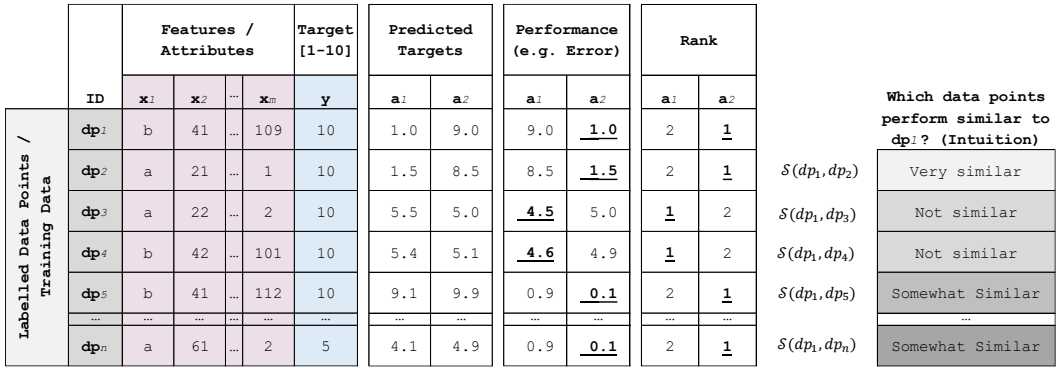 Features / Attributes Target [1-10] Predicted Targets Performance (e.g. Error) Rank
ID x1 x2 … xm y a1 a2 a1 a2 a1 a2 Which data points perform similar to dp1? (Intuition)
Labelled Data Points / Training Data
dp1 b 41 … 109 10 1.0 9.0 9.0 1.0 2 1
dp2 a 21 … 1 10 1.5 8.5 8.5 1.5 2 1 S(dp1,dp2) Very similar
dp3 a 22 … 2 10 5.5 5.0 4.5 5.0 1 2 S(dp1,dp3) Not similar
dp4 b 42 … 101 10 5.4 5.1 4.6 4.9 1 2 S(dp1,dp4) Not similar
dp5 b 41 … 112 10 9.1 9.9 0.9 0.1 2 1 S(dp1,dp5) Somewhat Similar
… … … … … … … … … … … … …
dpn a 61 … 2 5 4.1 4.9 0.9 0.1 2 1 S(dp1,dpn) Somewhat Similar